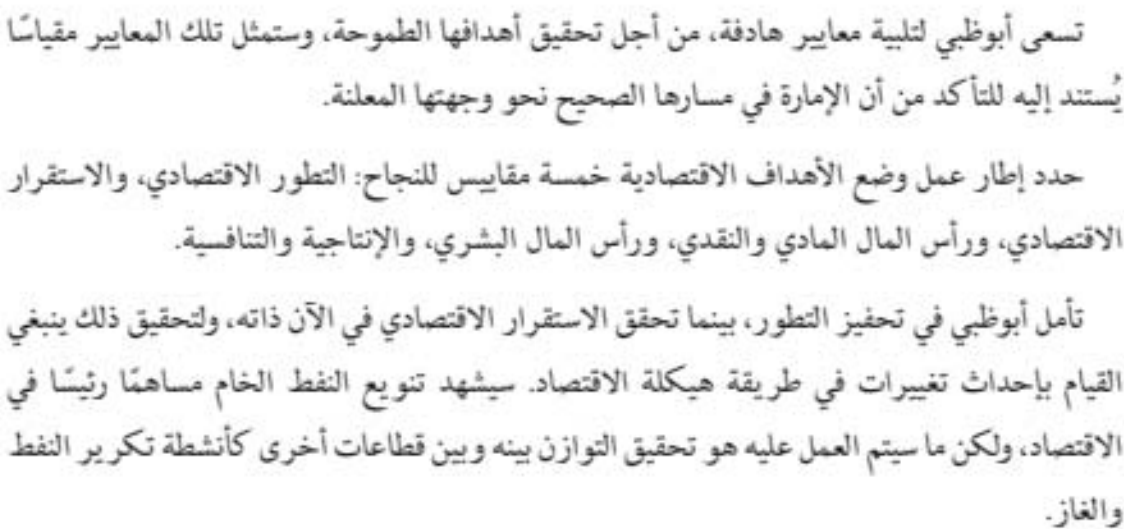 تسعى أبوظبي لتلبية معايير هادفة، من أجل تحقيق أهدافها الطموحة، وستمثل تلك المعايير مقياسًا
يُستند إليه للتأكد من أن الإمارة في مسارها الصحيح نحو وجهتها المعلنة.
حدد إطار عمل وضع الأهداف الاقتصادية خمسة مقاييس للنجاح: التطور الاقتصادي، والاستقرار
الاقتصادي، ورأس المال المادي والنقدي، ورأس المال البشري، والإنتاجية والتنافسية.
تأمل أبوظبي في تحفيز التطور، بينما تحقق الاستقرار الاقتصادي في الآن ذاته، ولتحقيق ذلك ينبغي
القيام بإحداث تغييرات في طريقة هيكلة الاقتصاد. سيشهد تنويع النفط الخام مساهمًا رئيسًا في
الاقتصاد، ولكن ما سيتم العمل عليه هو تحقيق التوازن بينه وبين قطاعات أخرى كأنشطة تكرير النفط
والغاز.